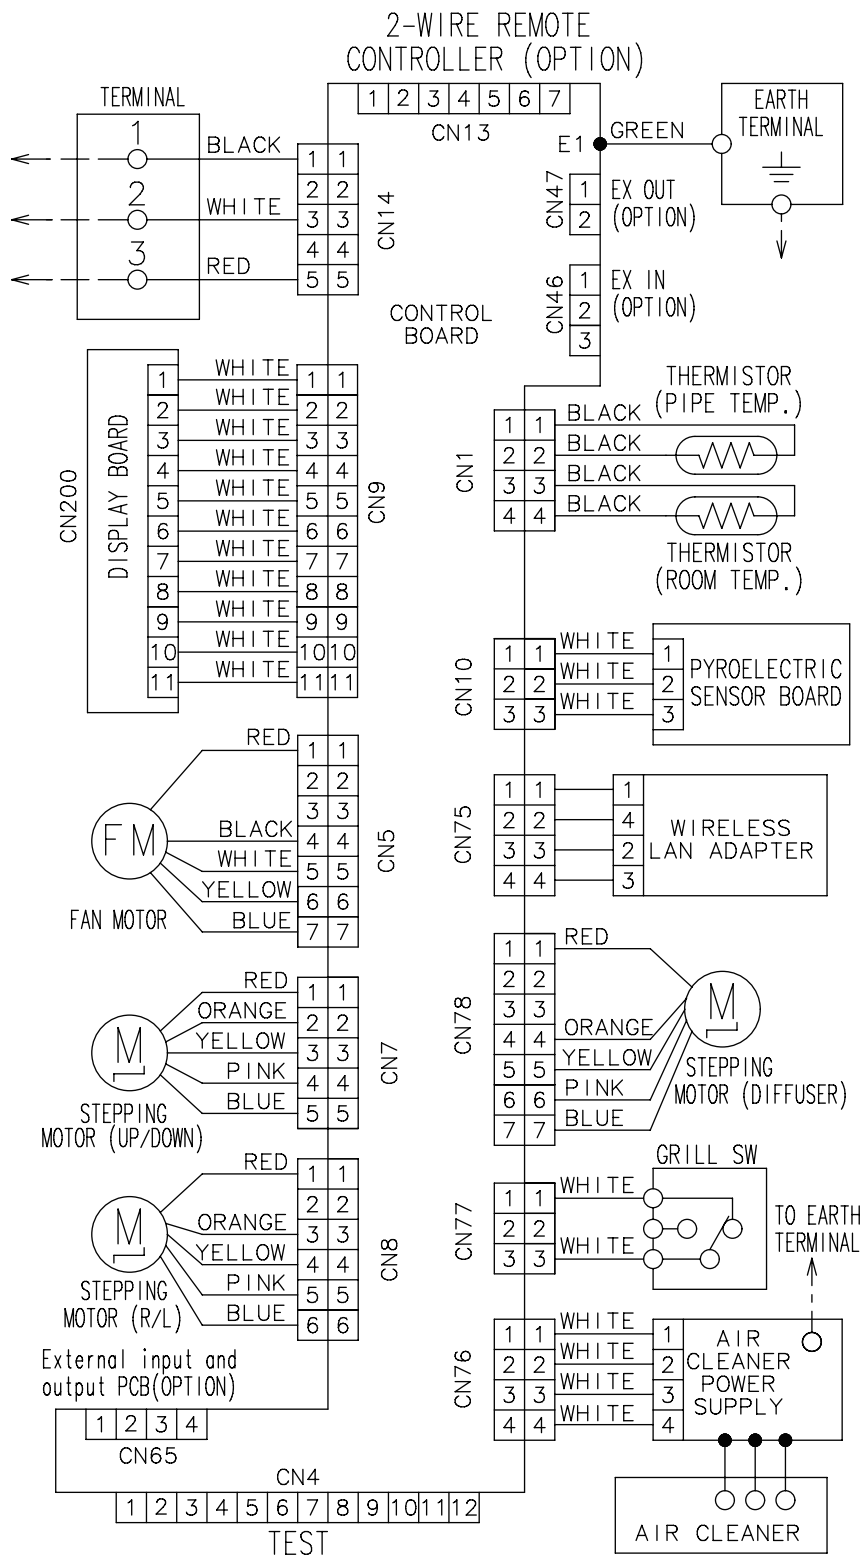 2-WIRE REMOTE
CONTROLLER (OPTION)
1 2 3 4 5 6 7
CN13
TERMINAL
1
2
3
BLACK
WHITE
RED
1 1
2 2
3 3
4 4
5 5
CN14
E1
GREEN
EARTH
TERMINAL
CN47
1
2
EX OUT
(OPTION)
CN46
1
2
3
EX IN
(OPTION)
CONTROL
BOARD
CN200
DISPLAY BOARD
1 WHITE 1 1
2 WHITE 2 2
3 WHITE 3 3
4 WHITE 4 4
5 WHITE 5 5
6 WHITE 6 6
7 WHITE 7 7
8 WHITE 8 8
9 WHITE 9 9
10 WHITE 10 10
11 WHITE 11 11
CN9
CN1
1 1 BLACK
2 2 BLACK
3 3 BLACK
4 4 BLACK
THERMISTOR
(PIPE TEMP.)
THERMISTOR
(ROOM TEMP.)
CN10
1 1 WHITE 1
2 2 WHITE 2
3 3 WHITE 3
PYROELECTRIC
SENSOR BOARD
FM
FAN MOTOR
RED
BLACK
WHITE
YELLOW
BLUE
1 1
2 2
3 3
4 4
5 5
6 6
7 7
CN5
CN75
1 1 1
2 2 4
3 3 2
4 4 3
WIRELESS
LAN ADAPTER
M
STEPPING
MOTOR (UP/DOWN)
RED 1 1
ORANGE 2 2
YELLOW 3 3
PINK 4 4
BLUE 5 5
CN7
CN78
1 1
2 2
3 3
4 4
5 5
6 6
7 7
RED
ORANGE
YELLOW
PINK
BLUE
M
STEPPING
MOTOR (DIFFUSER)
M
STEPPING
MOTOR (R/L)
RED
ORANGE
YELLOW
PINK
BLUE
1 1
2 2
3 3
4 4
5 5
6 6
CN8
CN77
1 1
2 2
3 3
WHITE
WHITE
GRILL SW
TO EARTH
TERMINAL
CN76
1 1 WHITE 1
2 2 WHITE 2
3 3 WHITE 3
4 4 WHITE 4
AIR
CLEANER
POWER
SUPPLY
AIR CLEANER
External input and
output PCB(OPTION)
1 2 3 4
CN65
CN4
1 2 3 4 5 6 7 8 9 10 11 12
TEST